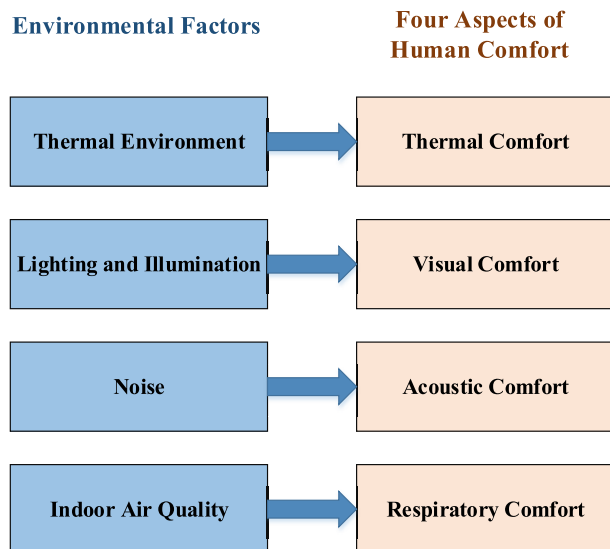 Environmental Factors
Four Aspects of
Human Comfort
Thermal Environment
Thermal Comfort
Lighting and Illumination
Visual Comfort
Noise
Acoustic Comfort
Indoor Air Quality
Respiratory Comfort